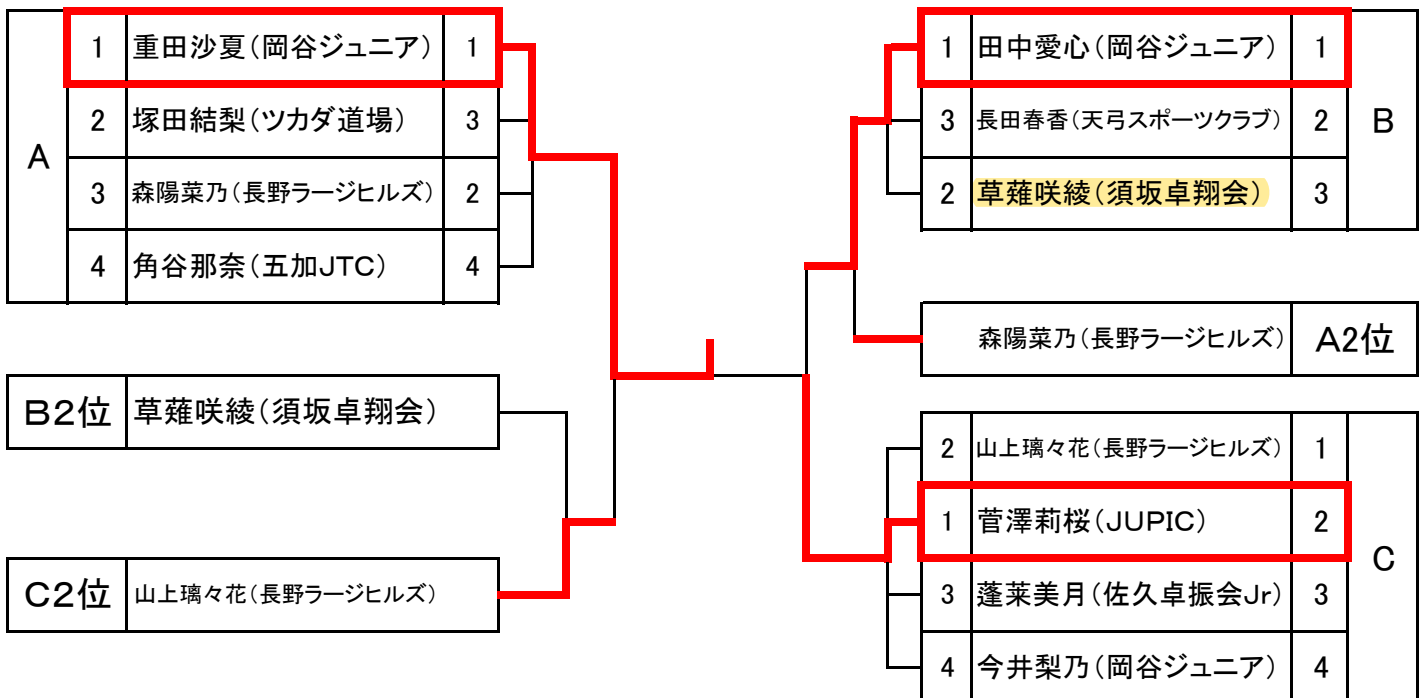 A
1 重田沙夏(岡谷ジュニア) 1
2 塚田結梨(ツカダ道場) 3
3 森陽菜乃(長野ラージヒルズ) 2
4 角谷那奈(五加JTC) 4
B2位 草薙咲綾(須坂卓翔会)
C2位 山上璃々花(長野ラージヒルズ)
1 田中愛心(岡谷ジュニア) 1
3 長田春香(天弓スポーツクラブ) 2
2 草薙咲綾(須坂卓翔会) 3
B
森陽菜乃(長野ラージヒルズ) A2位
2 山上璃々花(長野ラージヒルズ) 1
1 菅澤莉桜(JUPIC) 2
3 蓬莱美月(佐久卓振会Jr) 3
4 今井梨乃(岡谷ジュニア) 4
C